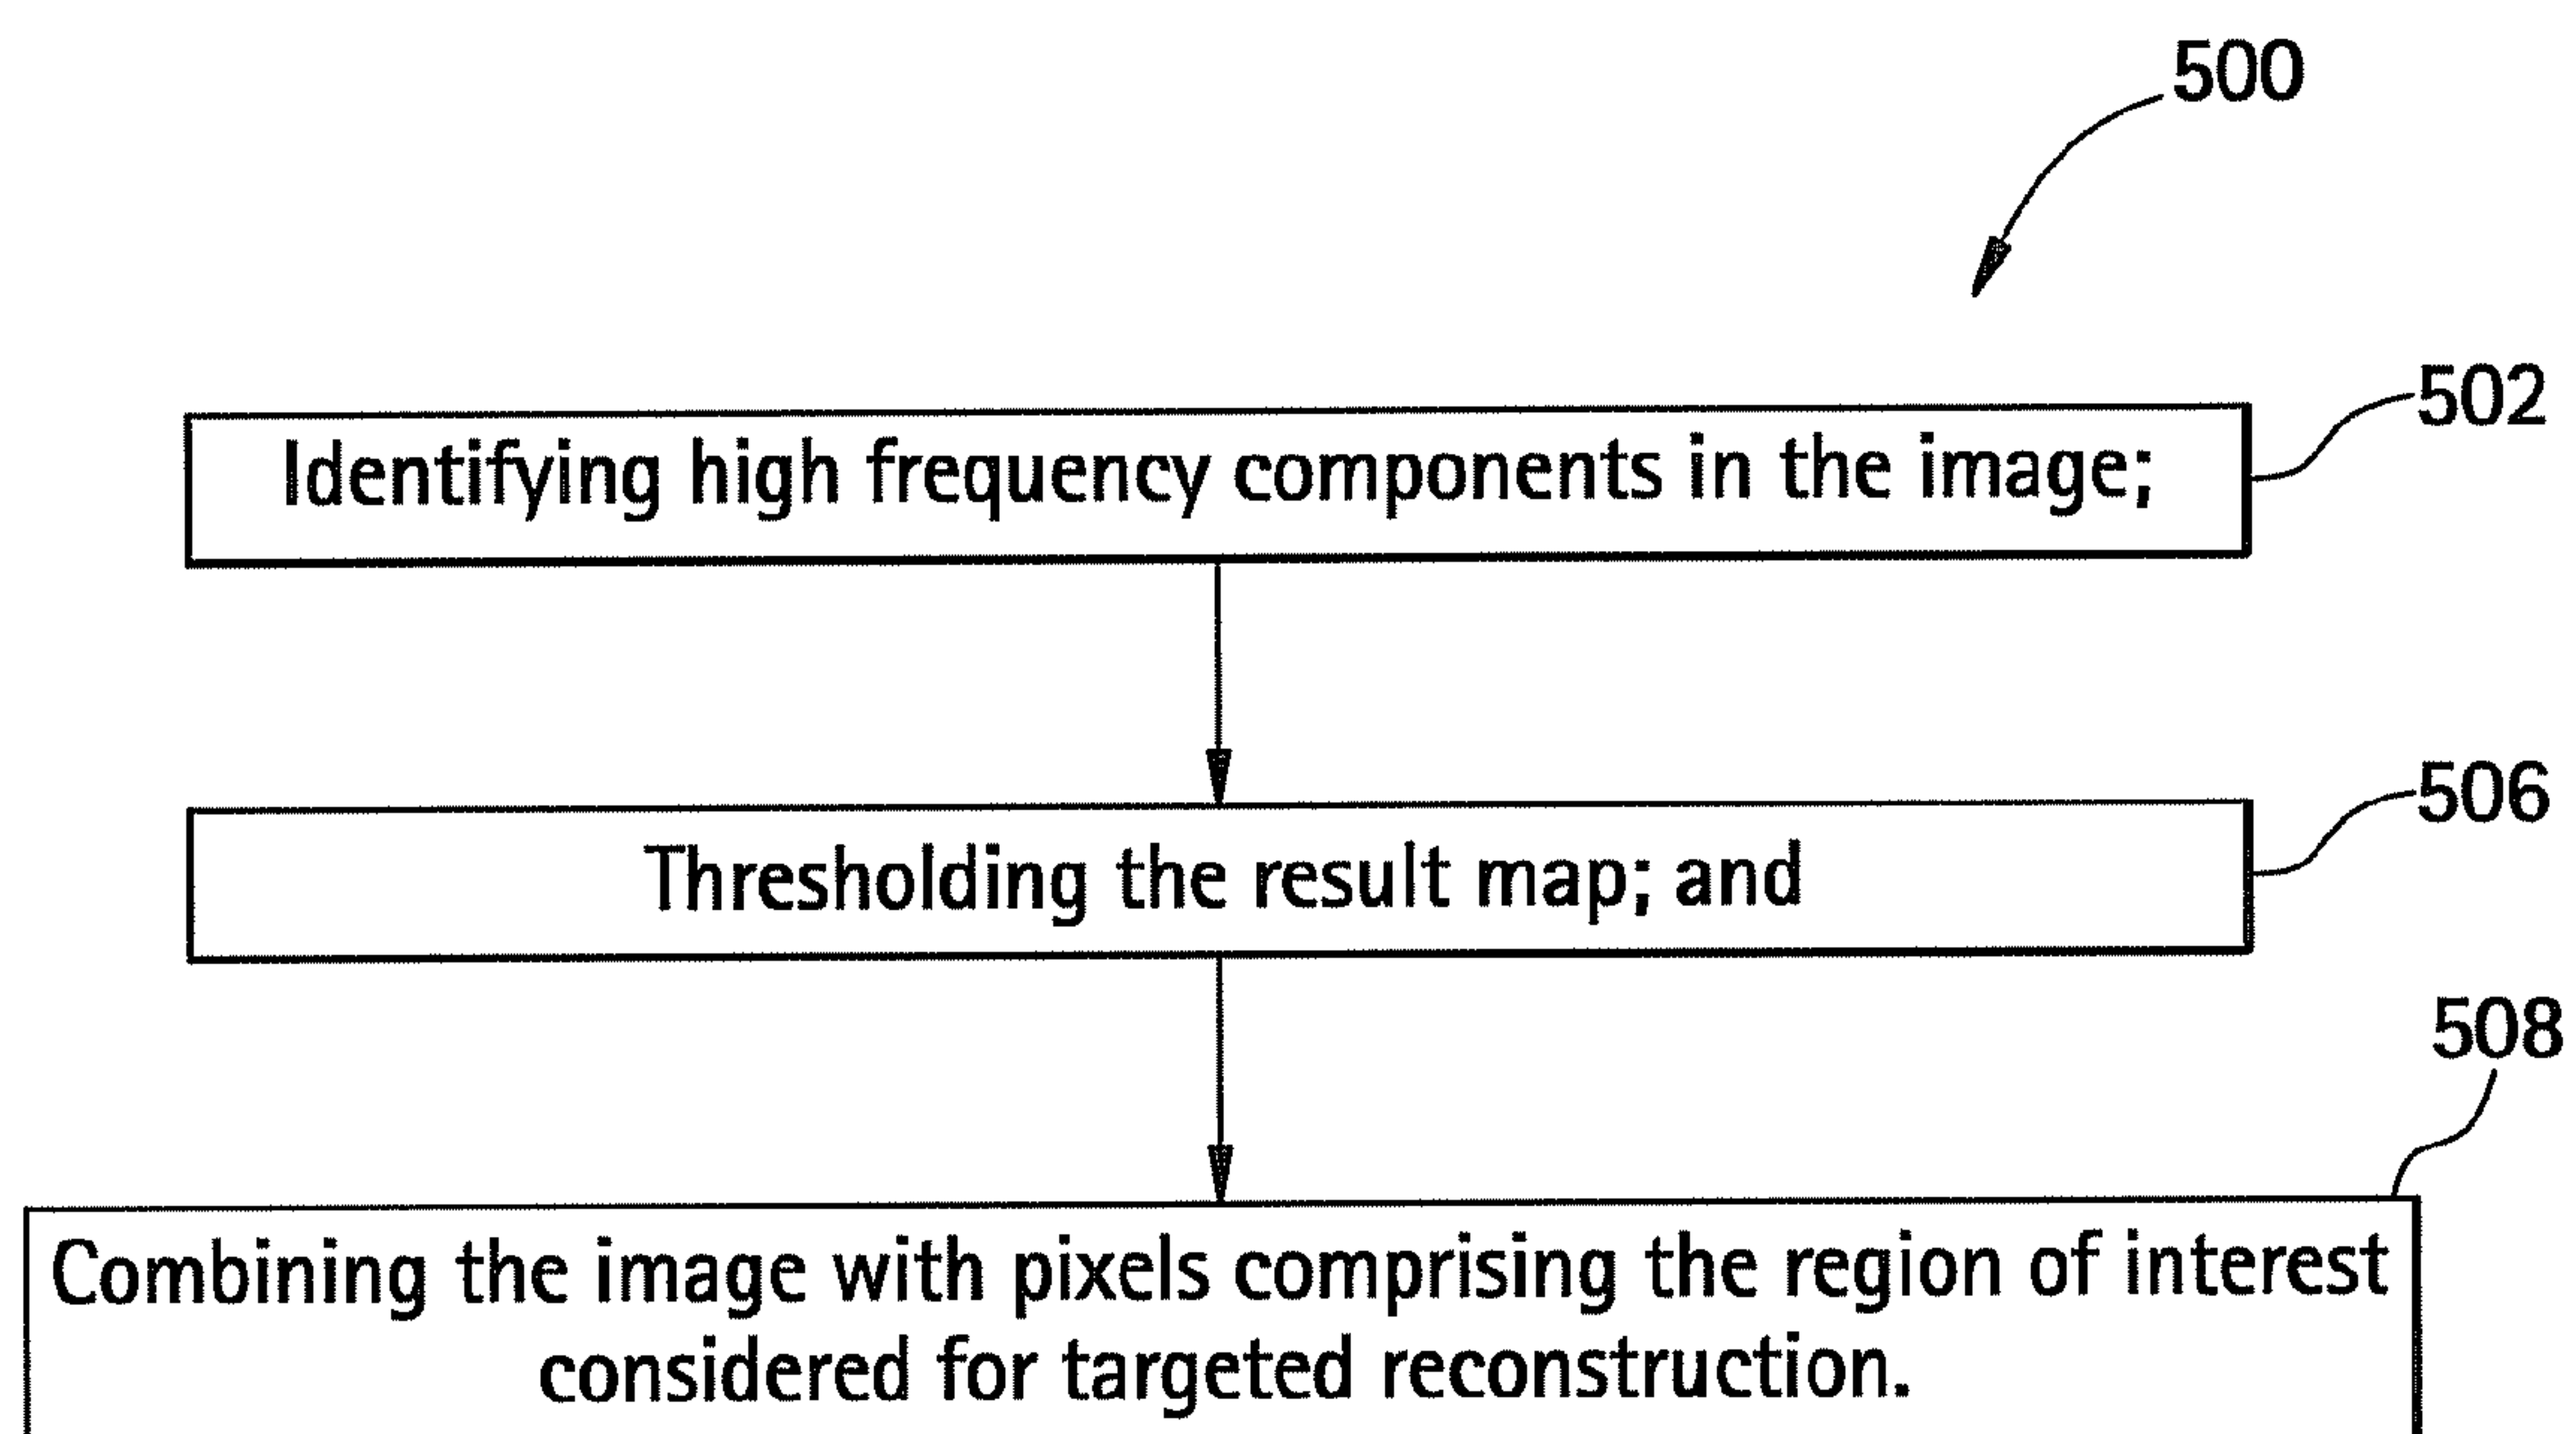 500
502
Identifying high frequency components in the image;
506
Thresholding the result map; and
508
Combining the image with pixels comprising the region of interest
considered for targeted reconstruction.